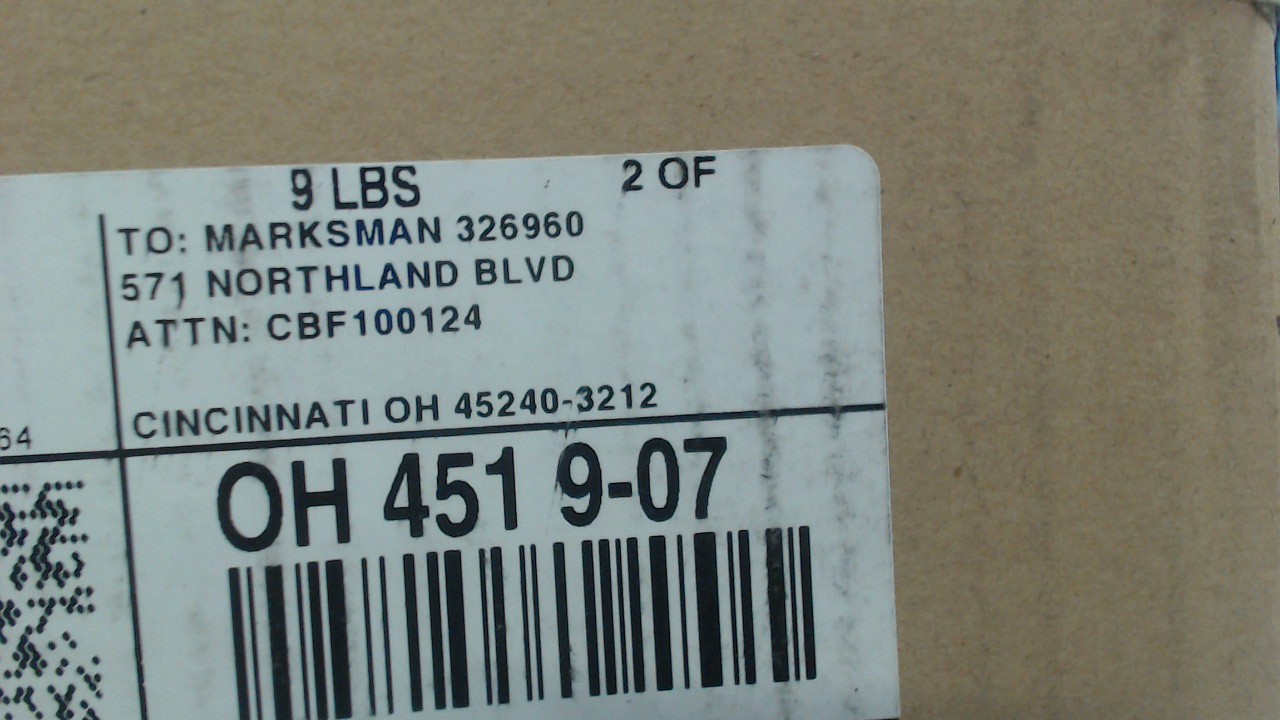 9 LBS 2 OF
TO: MARKSMAN 326960
571 NORTHLAND BLVD
ATTN: CBF100124
CINCINNATI OH 45240-3212
64
OH 451 9-07